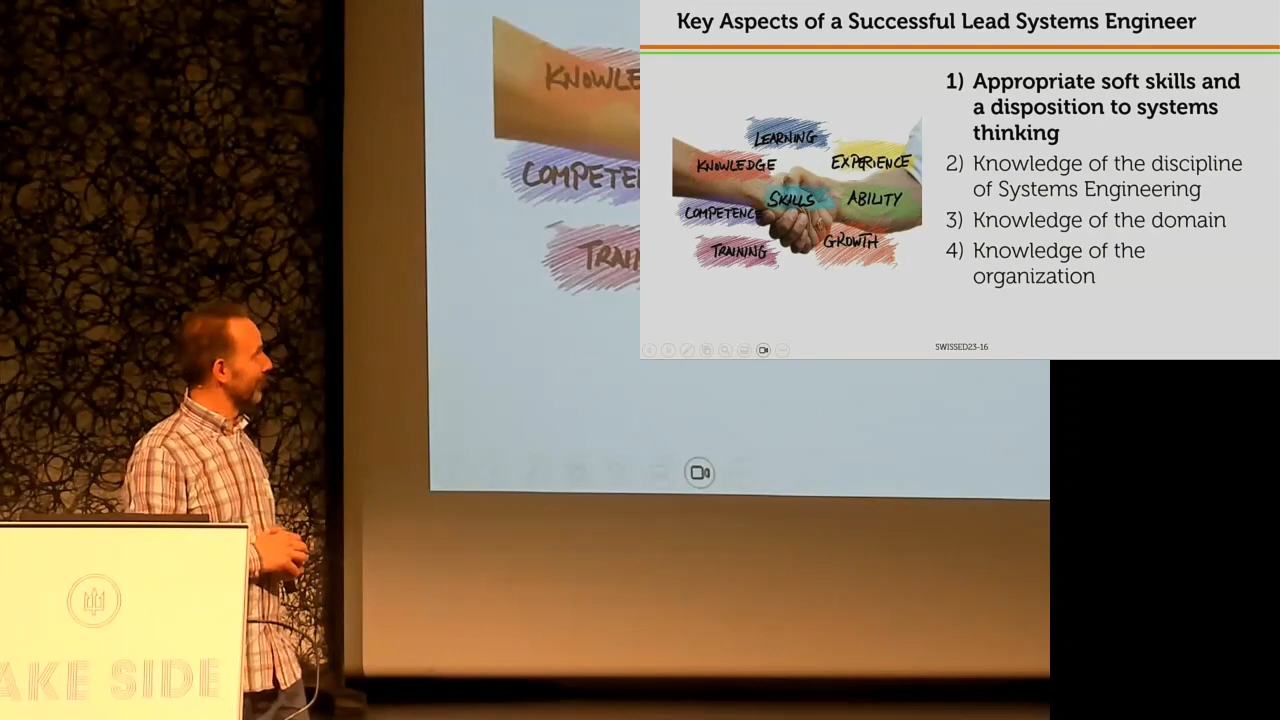 Key Aspects of a Successful Lead Systems Engineer
1) Appropriate soft skills and
a disposition to systems
thinking
2) Knowledge of the discipline
of Systems Engineering
3) Knowledge of the domain
4) Knowledge of the
organization
LEARNING
KNOWLEDGE
EXPERIENCE
SKILLS
ABILITY
COMPETENCE
GROWTH
TRAINING
SWISSED23-16
KNOWLE
COMPETE
TRAI
AKE SIDE